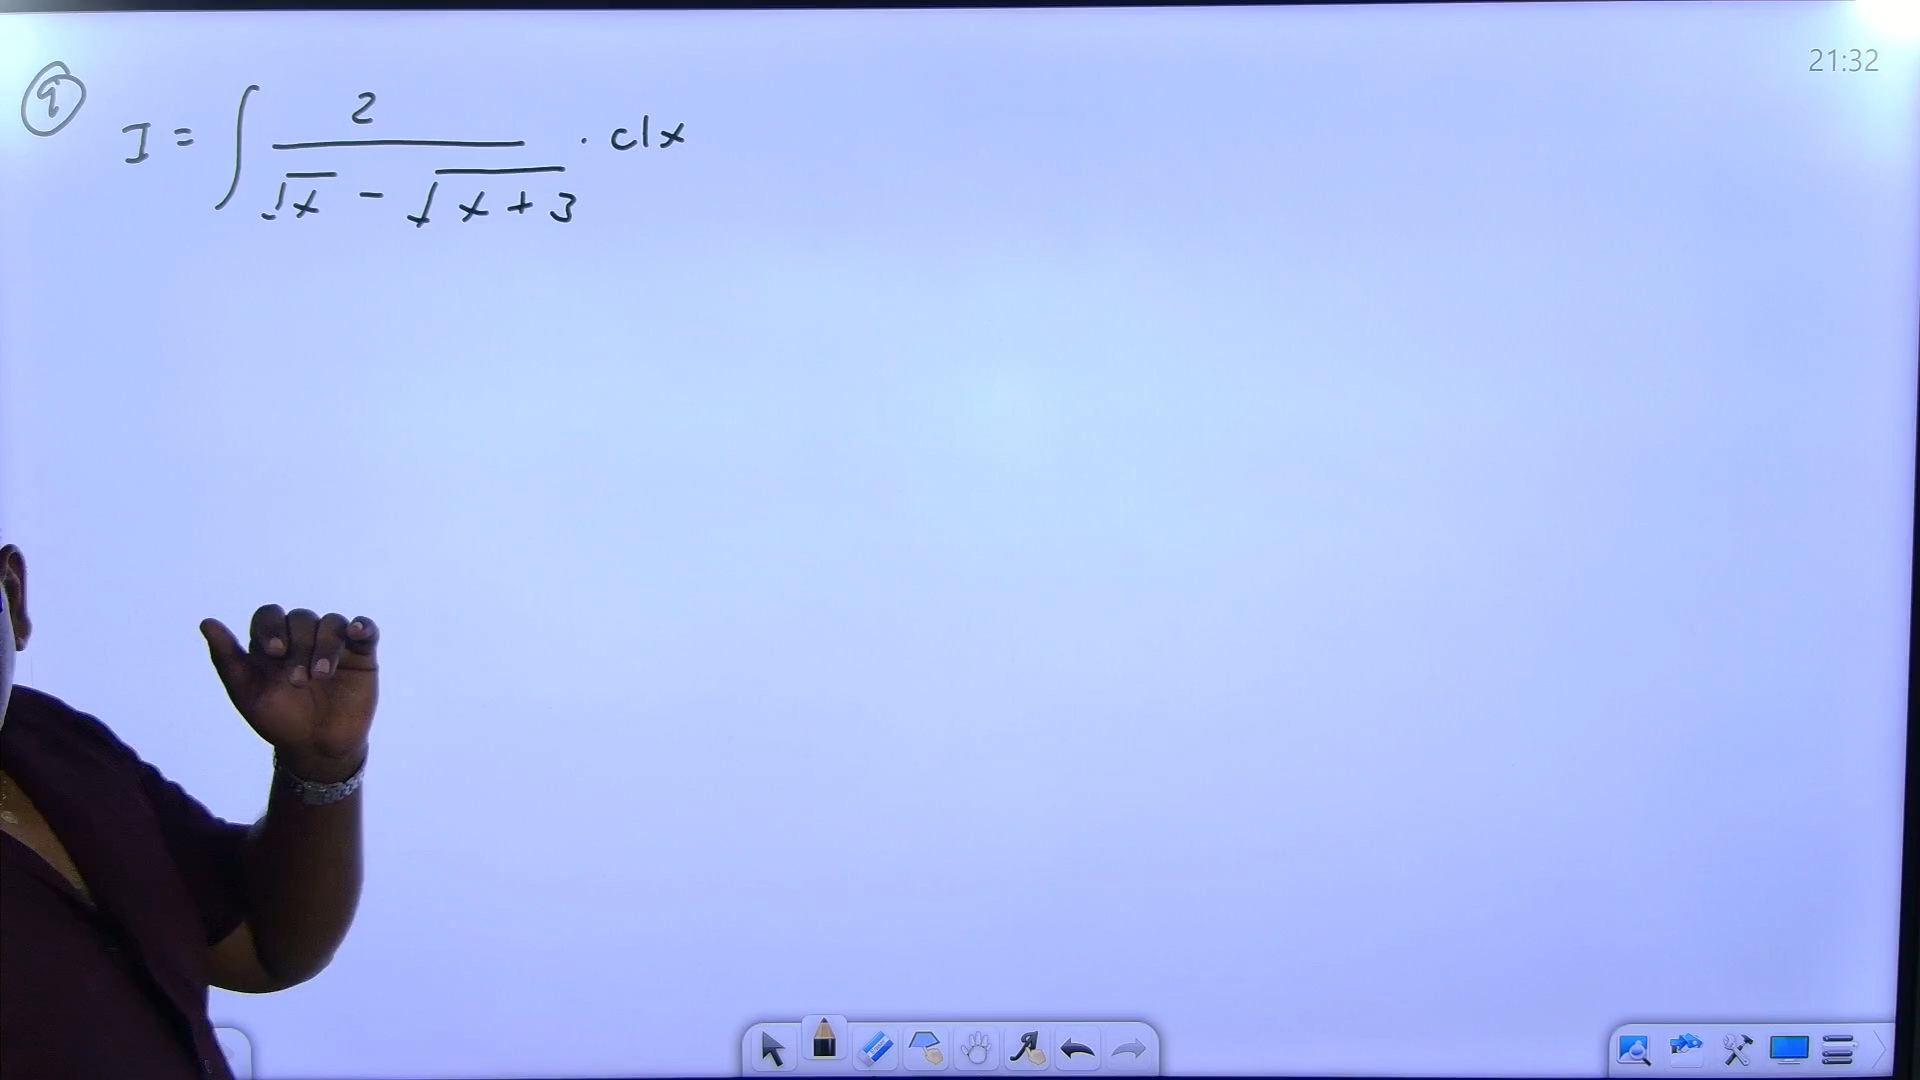 21:32
9 I = ∫ 2 / (√x - √(x + 3)) · dx